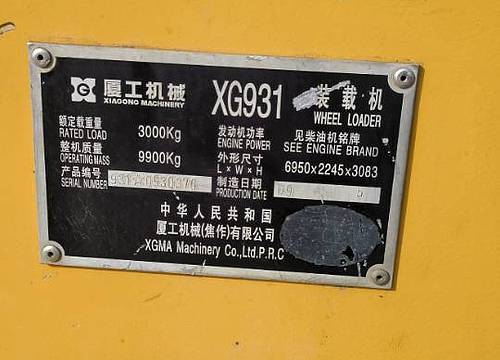 厦工机械
XIAGONG MACHINERY
XG931 装载机
WHEEL LOADER
额定载重量
RATED LOAD 3000Kg
发动机功率
ENGINE POWER
见柴油机铭牌
SEE ENGINE BRAND
整机质量
OPERATING MASS 9900Kg
外形尺寸
L×W×H 6950x2245x3083
产品编号
SERIAL NUMBER
制造日期
PRODUCTION DATE 09 5
中华人民共和国
厦工机械(焦作)有限公司
XGMA Machinery Co.,Ltd.P.R.C